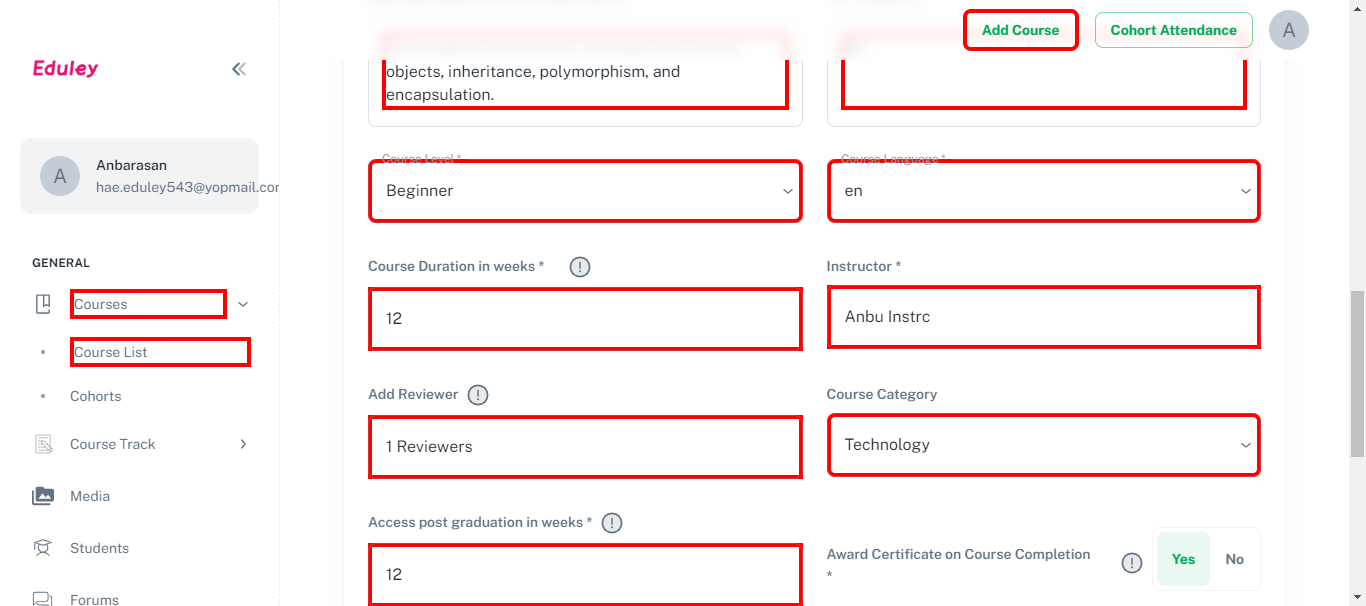 Add Course
Cohort Attendance
A
Eduley
A
Anbarasan
hae.eduley543@yopmail.cor
GENERAL
Courses
Course List
Cohorts
Course Track
Media
Students
Forums
objects, inheritance, polymorphism, and
encapsulation.
Course Level *
Beginner
Course Language *
en
Course Duration in weeks *
12
Instructor *
Anbu Instrc
Add Reviewer
1 Reviewers
Course Category
Technology
Access post graduation in weeks *
12
Award Certificate on Course Completion
*
Yes
No